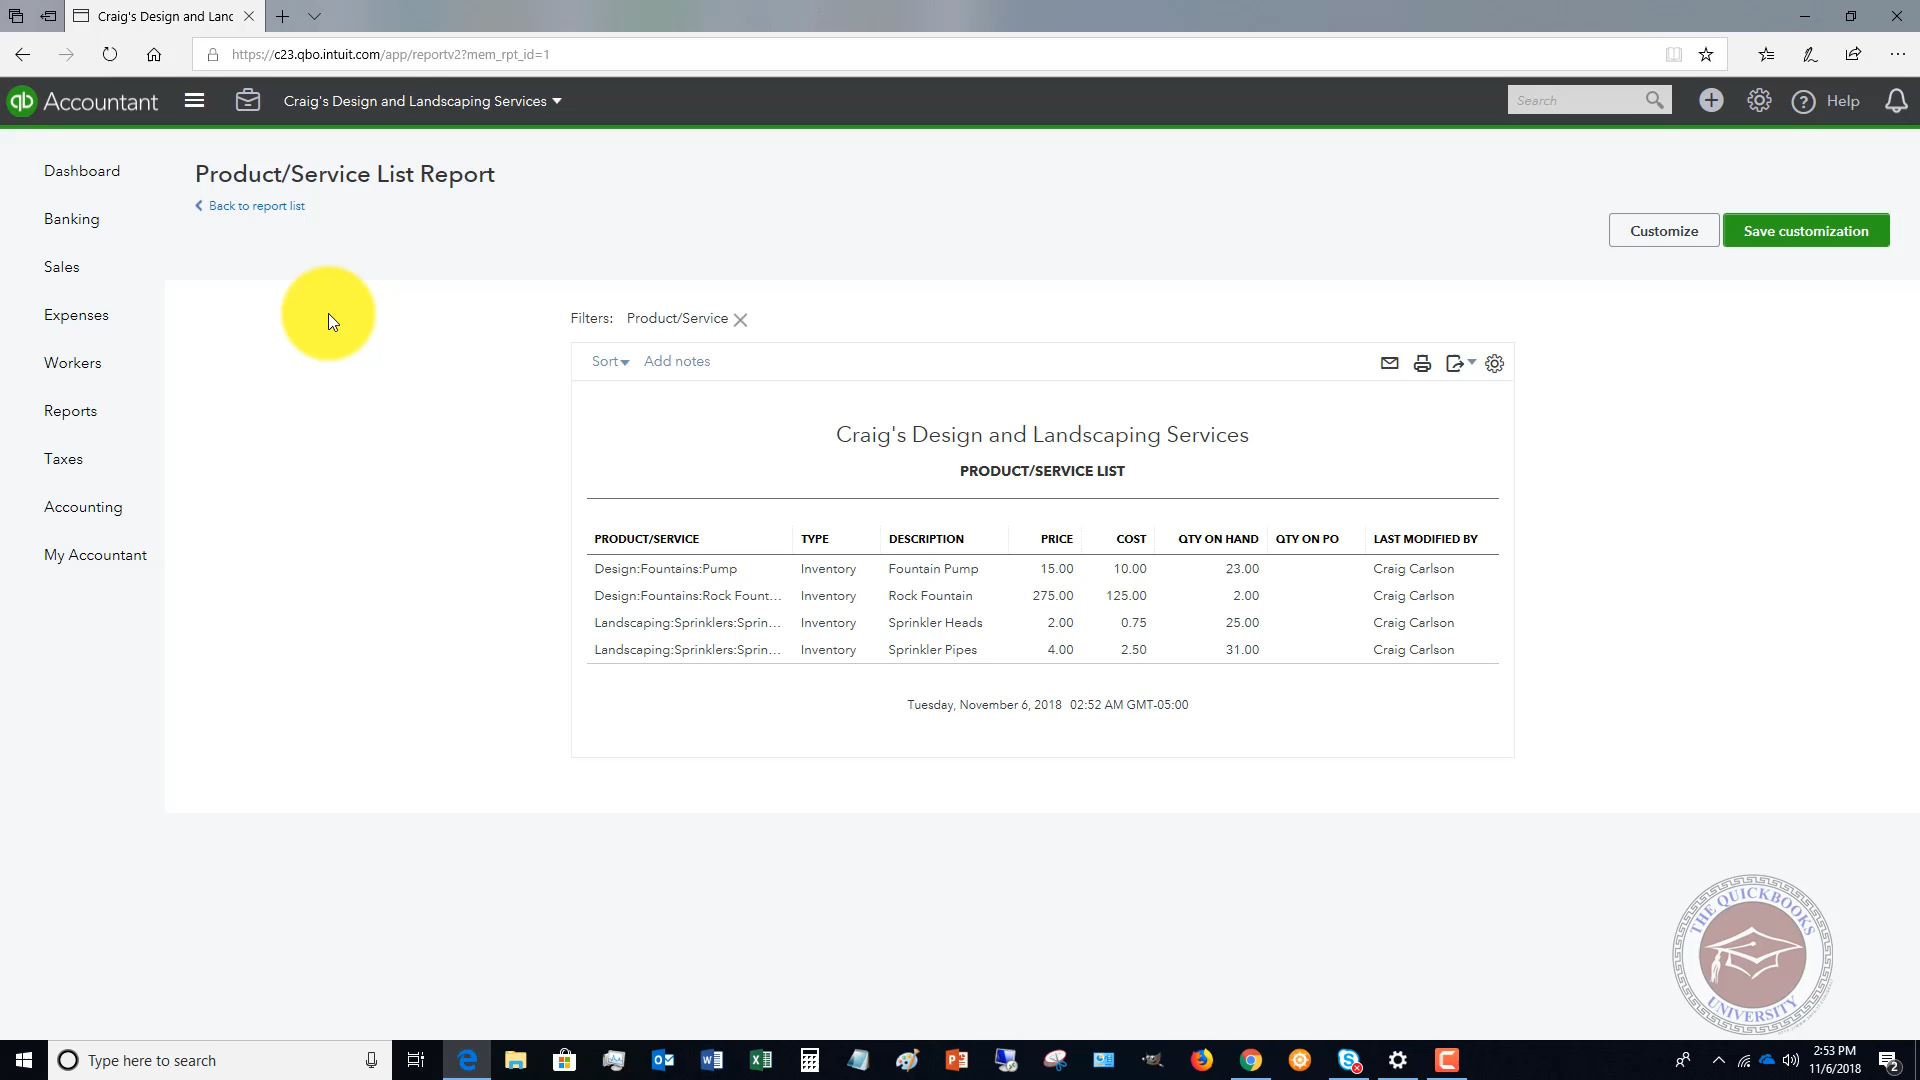 Craig's Design and Lanc
https://c23.qbo.intuit.com/app/reportv2?mem_rpt_id=1
qb Accountant
Craig's Design and Landscaping Services
Search
Help
Dashboard
Banking
Sales
Expenses
Workers
Reports
Taxes
Accounting
My Accountant
Product/Service List Report
Back to report list
Customize
Save customization
Filters: Product/Service
Sort Add notes
Craig's Design and Landscaping Services
PRODUCT/SERVICE LIST
PRODUCT/SERVICE TYPE DESCRIPTION PRICE COST QTY ON HAND QTY ON PO LAST MODIFIED BY
Design:Fountains:Pump Inventory Fountain Pump 15.00 10.00 23.00 Craig Carlson
Design:Fountains:Rock Fount... Inventory Rock Fountain 275.00 125.00 2.00 Craig Carlson
Landscaping:Sprinklers:Sprin... Inventory Sprinkler Heads 2.00 0.75 25.00 Craig Carlson
Landscaping:Sprinklers:Sprin... Inventory Sprinkler Pipes 4.00 2.50 31.00 Craig Carlson
Tuesday, November 6, 2018 02:52 AM GMT-05:00
THE QUICKBOOKS
UNIVERSITY
Type here to search
2:53 PM
11/6/2018
2